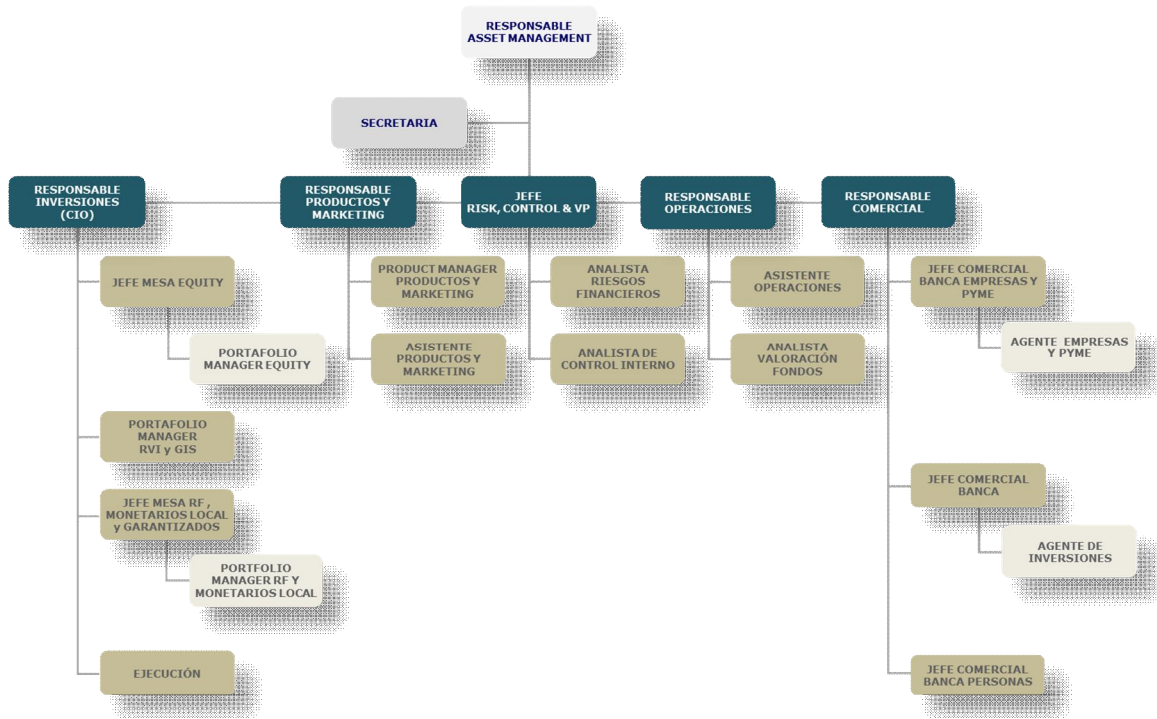 RESPONSABLE
ASSET MANAGEMENT
SECRETARIA
RESPONSABLE
INVERSIONES
(CIO)
RESPONSABLE
PRODUCTOS Y
MARKETING
JEFE
RISK, CONTROL & VP
RESPONSABLE
OPERACIONES
RESPONSABLE
COMERCIAL
JEFE MESA EQUITY
PORTAFOLIO
MANAGER EQUITY
PORTAFOLIO
MANAGER
RVI y GIS
JEFE MESA RF ,
MONETARIOS LOCAL
y GARANTIZADOS
PORTFOLIO
MANAGER RF Y
MONETARIOS LOCAL
EJECUCIÓN
PRODUCT MANAGER
PRODUCTOS Y
MARKETING
ASISTENTE
PRODUCTOS Y
MARKETING
ANALISTA
RIESGOS
FINANCIEROS
ANALISTA DE
CONTROL INTERNO
ASISTENTE
OPERACIONES
ANALISTA
VALORACIÓN
FONDOS
JEFE COMERCIAL
BANCA EMPRESAS Y
PYME
AGENTE EMPRESAS
Y PYME
JEFE COMERCIAL
BANCA
AGENTE DE
INVERSIONES
JEFE COMERCIAL
BANCA PERSONAS